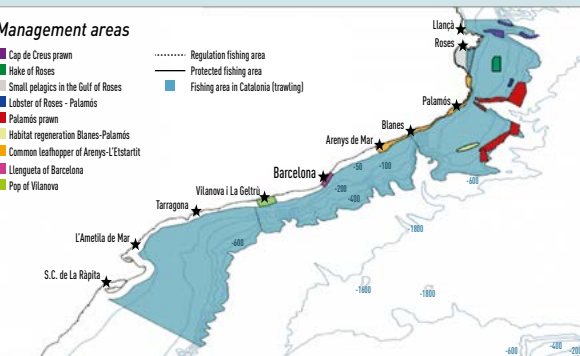 Management areas
Cap de Creus prawn
Hake of Roses
Small pelagics in the Gulf of Roses
Lobster of Roses - Palamós
Palamós prawn
Habitat regeneration Blanes-Palamós
Common leafhopper of Arenys-L'Etstartit
Llengueta of Barcelona
Pop of Vilanova
Regulation fishing area
Protected fishing area
Fishing area in Catalonia (trawling)
Llançà
Roses
Palamós
Blanes
Arenys de Mar
Barcelona
Vilanova i La Geltrú
Tarragona
L'Ametlla de Mar
S.C. de La Ràpita
-50
-100
-200
-400
-600
-600
-1800
-1800
-1800
-600
-400
-200